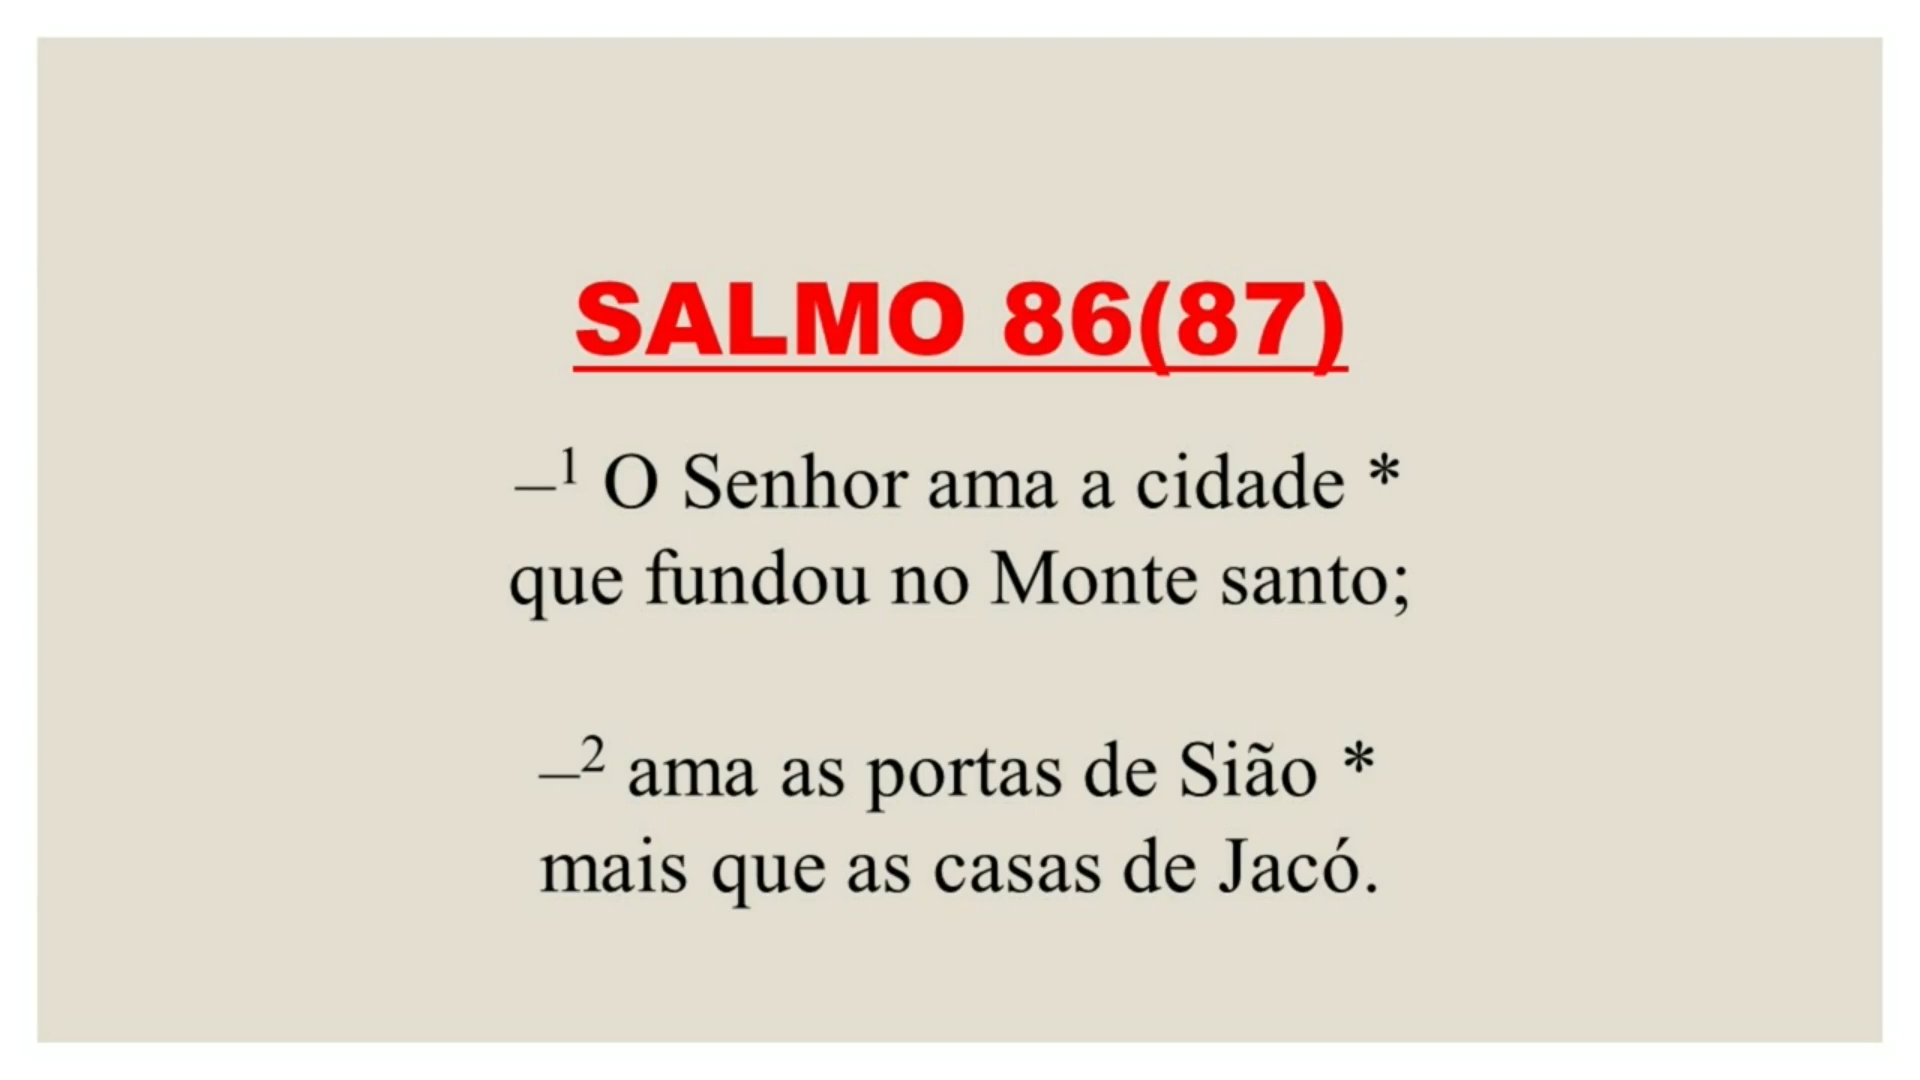 SALMO 86(87)
–¹ O Senhor ama a cidade *
que fundou no Monte santo;
–² ama as portas de Sião *
mais que as casas de Jacó.